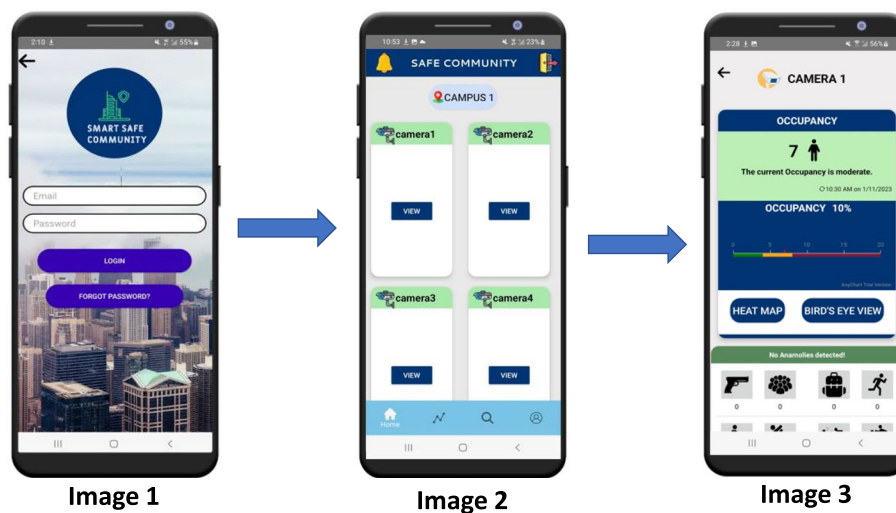 2:10
55%
SMART SAFE
COMMUNITY
Email
Password
LOGIN
FORGOT PASSWORD?
Image 1
10:53
23%
SAFE COMMUNITY
CAMPUS 1
camera1
camera2
VIEW
VIEW
camera3
camera4
VIEW
VIEW
Home
Image 2
2:28
56%
CAMERA 1
OCCUPANCY
7
The current Occupancy is moderate.
10:30 AM on 1/11/2023
OCCUPANCY 10%
0 5 10 15 20
AnyChart Trial Version
HEAT MAP
BIRD'S EYE VIEW
No Anamolies detected!
0 0 0 0
Image 3